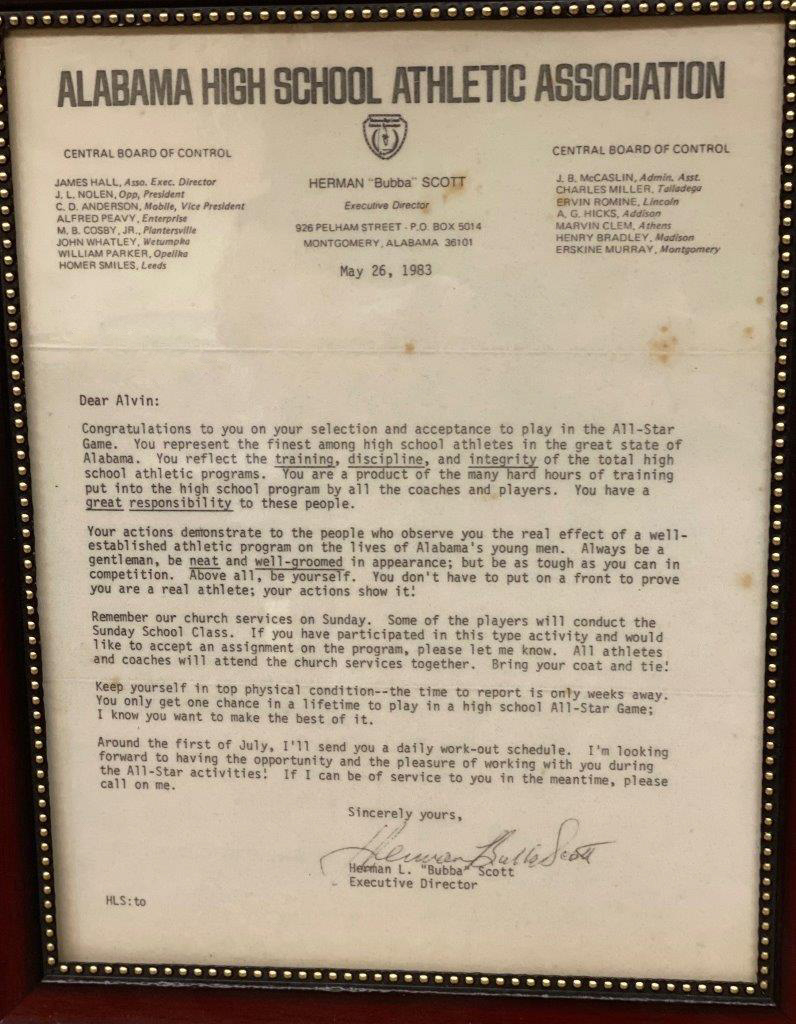 ALABAMA HIGH SCHOOL ATHLETIC ASSOCIATION
CENTRAL BOARD OF CONTROL
JAMES HALL, Asso. Exec. Director
J. L. NOLEN, Opp, President
C. D. ANDERSON, Mobile, Vice President
ALFRED PEAVY, Enterprise
M. B. COSBY, JR., Plantersville
JOHN WHATLEY, Wetumpka
WILLIAM PARKER, Opelika
HOMER SMILES, Leeds
HERMAN "Bubba" SCOTT
Executive Director
926 PELHAM STREET - P.O. BOX 5014
MONTGOMERY, ALABAMA 36101
May 26, 1983
CENTRAL BOARD OF CONTROL
J. B. McCASLIN, Admin. Asst.
CHARLES MILLER, Talladega
ERVIN ROMINE, Lincoln
A. G. HICKS, Addison
MARVIN CLEM, Athens
HENRY BRADLEY, Madison
ERSKINE MURRAY, Montgomery
Dear Alvin:
Congratulations to you on your selection and acceptance to play in the All-Star
Game. You represent the finest among high school athletes in the great state of
Alabama. You reflect the training, discipline, and integrity of the total high
school athletic programs. You are a product of the many hard hours of training
put into the high school program by all the coaches and players. You have a
great responsibility to these people.
Your actions demonstrate to the people who observe you the real effect of a well-
established athletic program on the lives of Alabama's young men. Always be a
gentleman, be neat and well-groomed in appearance; but be as tough as you can in
competition. Above all, be yourself. You don't have to put on a front to prove
you are a real athlete; your actions show it!
Remember our church services on Sunday. Some of the players will conduct the
Sunday School Class. If you have participated in this type activity and would
like to accept an assignment on the program, please let me know. All athletes
and coaches will attend the church services together. Bring your coat and tie!
Keep yourself in top physical condition--the time to report is only weeks away.
You only get one chance in a lifetime to play in a high school All-Star Game;
I know you want to make the best of it.
Around the first of July, I'll send you a daily work-out schedule. I'm looking
forward to having the opportunity and the pleasure of working with you during
the All-Star activities! If I can be of service to you in the meantime, please
call on me.
Sincerely yours,
Herman Bubba Scott
Herman L. "Bubba" Scott
Executive Director
HLS:to